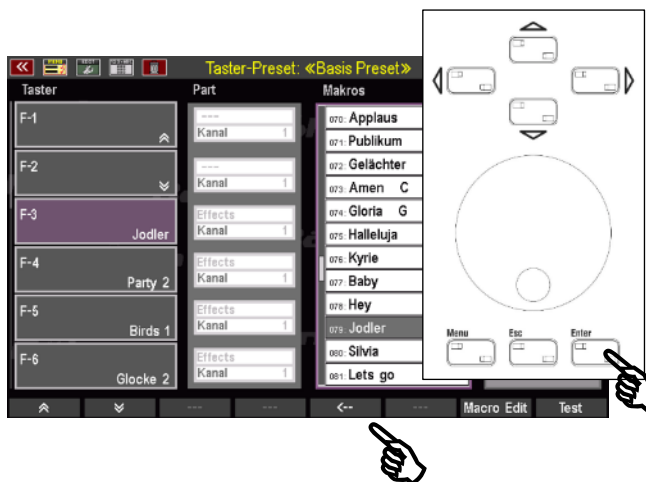 Taster-Preset: «Basis Preset»
Taster
Part
Makros
F-1
F-2
F-3
Jodler
F-4
Party 2
F-5
Birds 1
F-6
Glocke 2
---
Kanal 1
---
Kanal 1
Effects
Kanal 1
Effects
Kanal 1
Effects
Kanal 1
Effects
Kanal 1
070: Applaus
071: Publikum
072: Gelächter
073: Amen C
074: Gloria G
075: Halleluja
076: Kyrie
077: Baby
078: Hey
079: Jodler
080: Silvia
081: Lets go
--- --- <-- --- Macro Edit Test
Menu Esc Enter